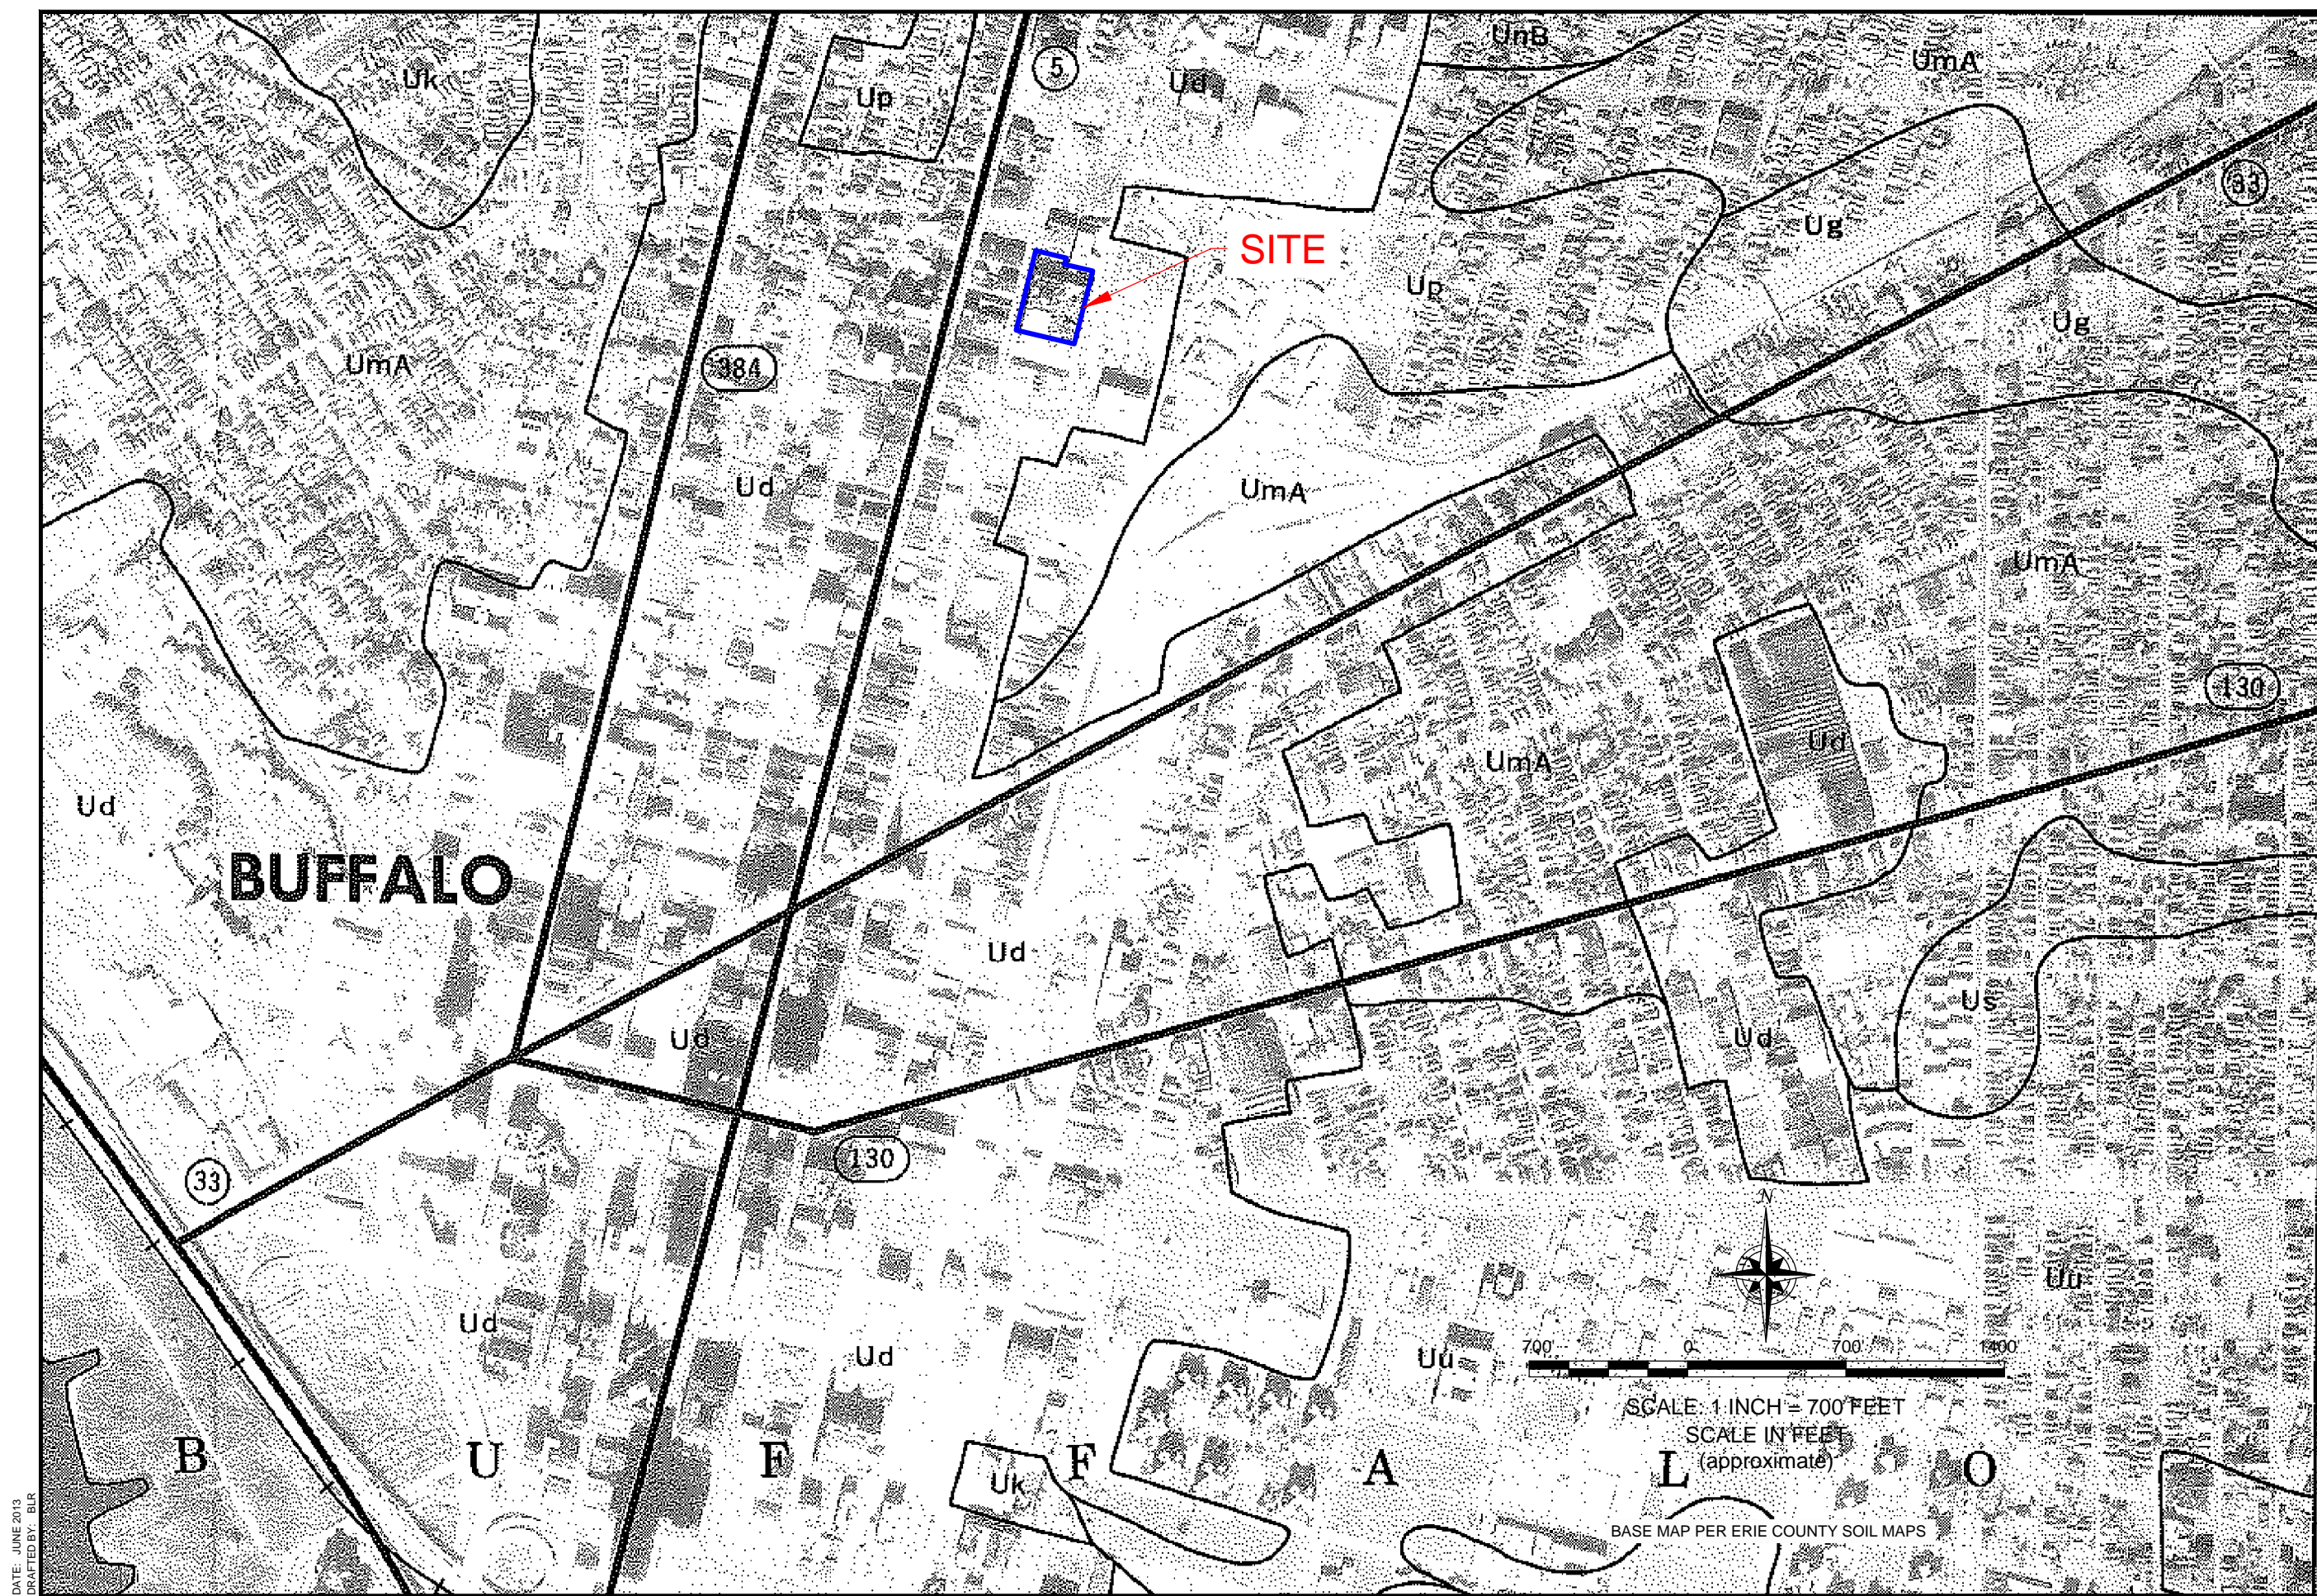 UnB
UmA
5
Uk
Ud
Up
33
Ug
SITE
Up
Ug
UmA
384
Ud
UmA
UmA
130
Ud
UmA
Ud
BUFFALO
Ud
Us
Ud
Ud
130
33
N
Uu
Ud
Ud
Uu
700 0 700 1400
SCALE: 1 INCH = 700 FEET
SCALE IN FEET
(approximate)
B U F F A L O
Uk
BASE MAP PER ERIE COUNTY SOIL MAPS
DATE: JUNE 2013
DRAFTED BY: BLR